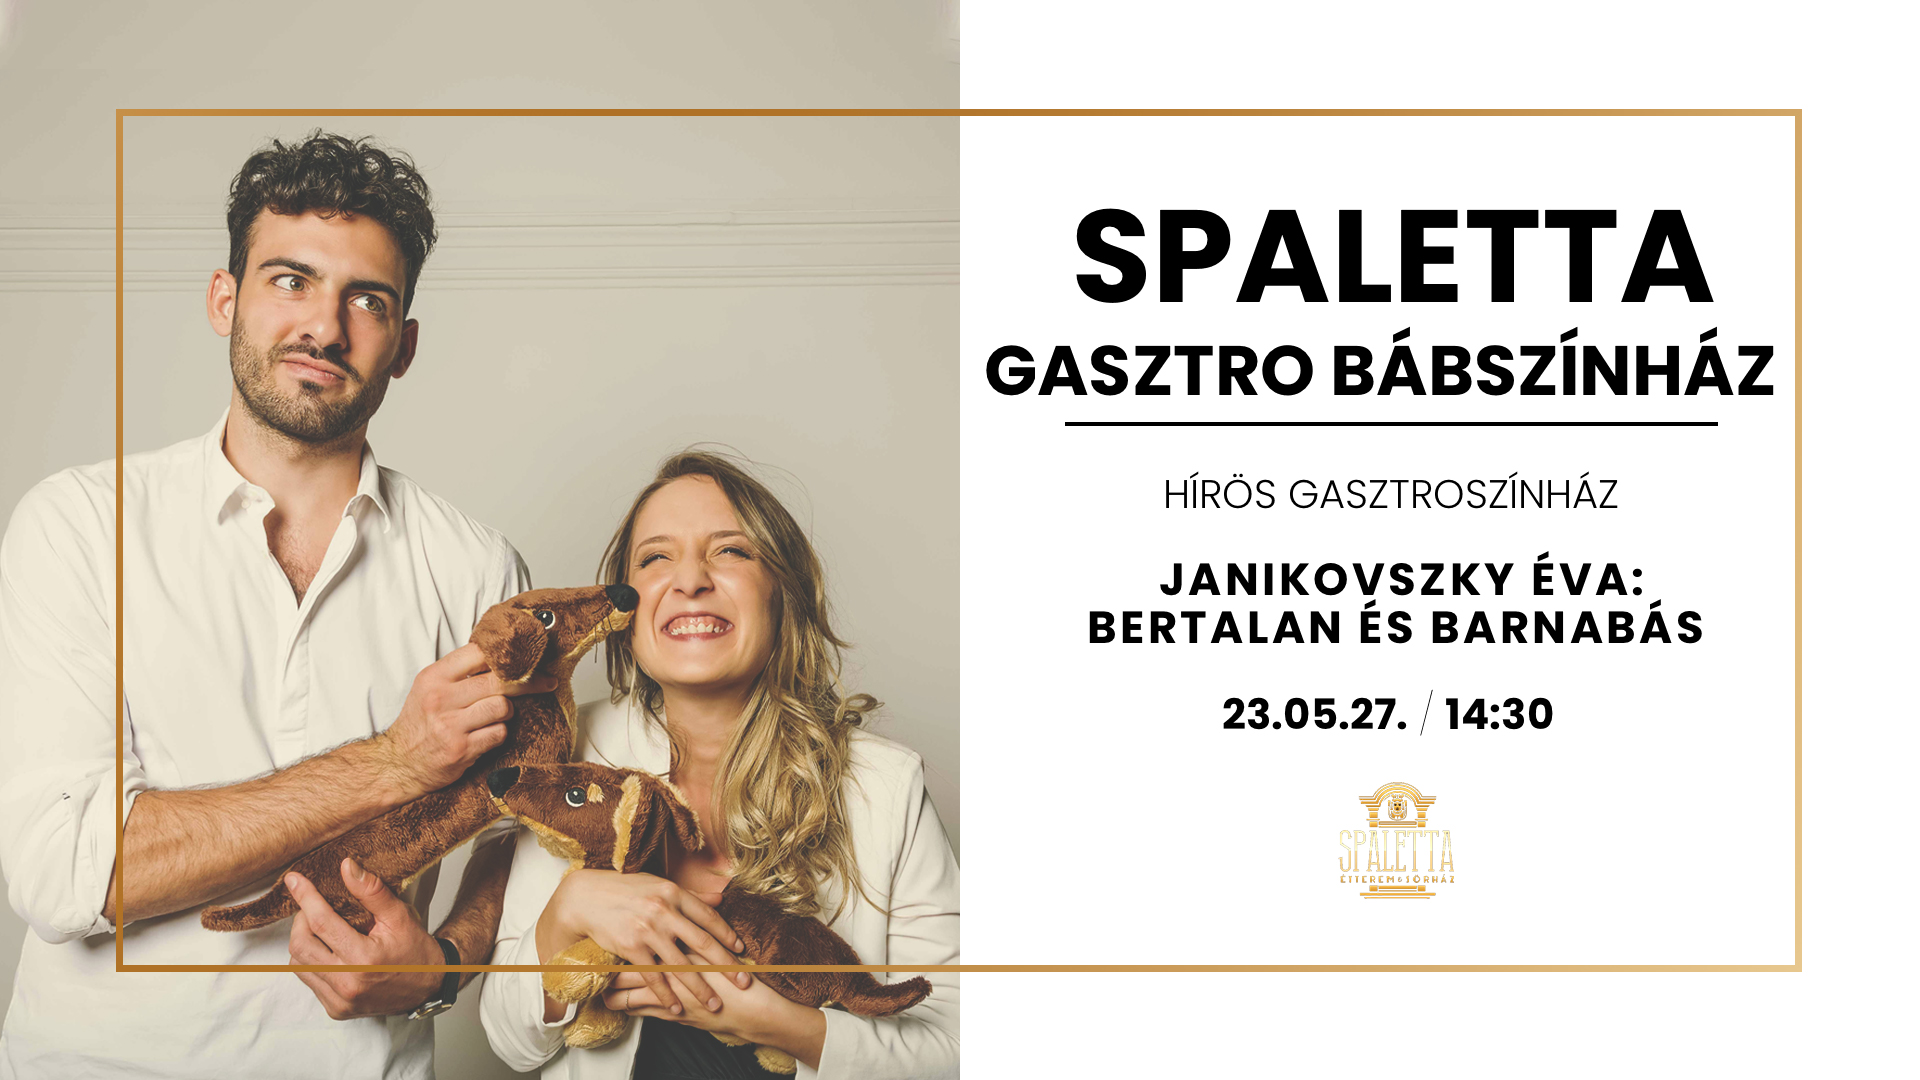 SPALETTA
GASZTRO BÁBSZÍNHÁZ
HÍRÖS GASZTROSZÍNHÁZ
JANIKOVSZKY ÉVA:
BERTALAN ÉS BARNABÁS
23.05.27. / 14:30
SPALETTA
ÉTTEREM & SÖRHÁZ